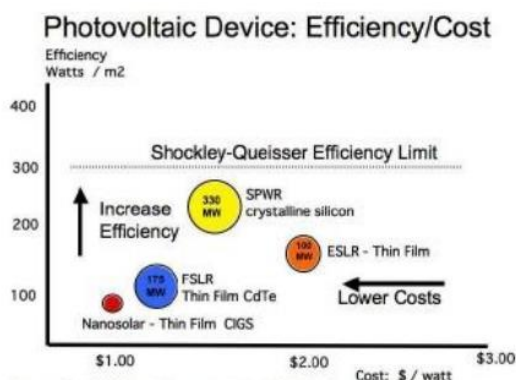 Photovoltaic Device: Efficiency/Cost
Efficiency
Watts / m2
400
Shockley-Queisser Efficiency Limit
300
330
MW
SPWR
crystalline silicon
Increase
Efficiency
200
100
MW
ESLR - Thin Film
175
MW
FSLR
Thin Film CdTe
100
Lower Costs
Nanosolar - Thin Film CIGS
$1.00
$2.00
$3.00
Cost: $ / watt